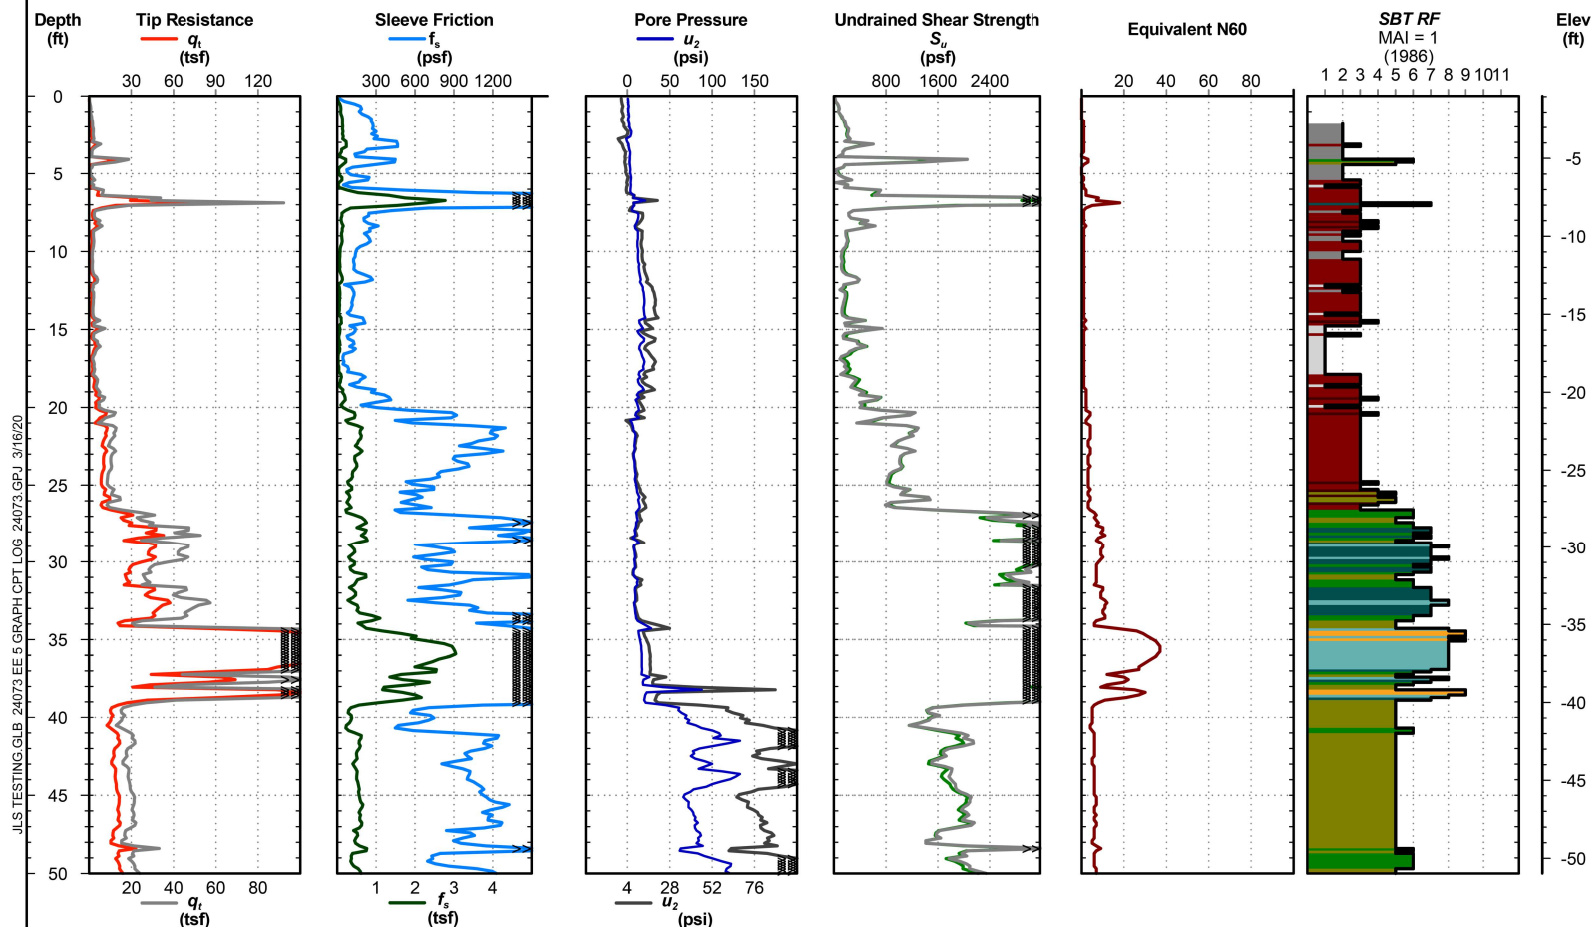 Depth
(ft)
Tip Resistance
qt
(tsf)
30 60 90 120
Sleeve Friction
fs
(psf)
300 600 900 1200
Pore Pressure
u2
(psi)
0 50 100 150
Undrained Shear Strength
Su
(psf)
800 1600 2400
Equivalent N60
20 40 60 80
SBT RF
MAI = 1
(1986)
1 2 3 4 5 6 7 8 9 1011
Elev
(ft)
0
5
10
15
20
25
30
35
40
45
50
-5
-10
-15
-20
-25
-30
-35
-40
-45
-50
20 40 60 80
qt
(tsf)
1 2 3 4
fs
(tsf)
4 28 52 76
u2
(psi)
JLS TESTING.GLB 24073 EE 5 GRAPH CPT LOG 24073.GPJ 3/16/20